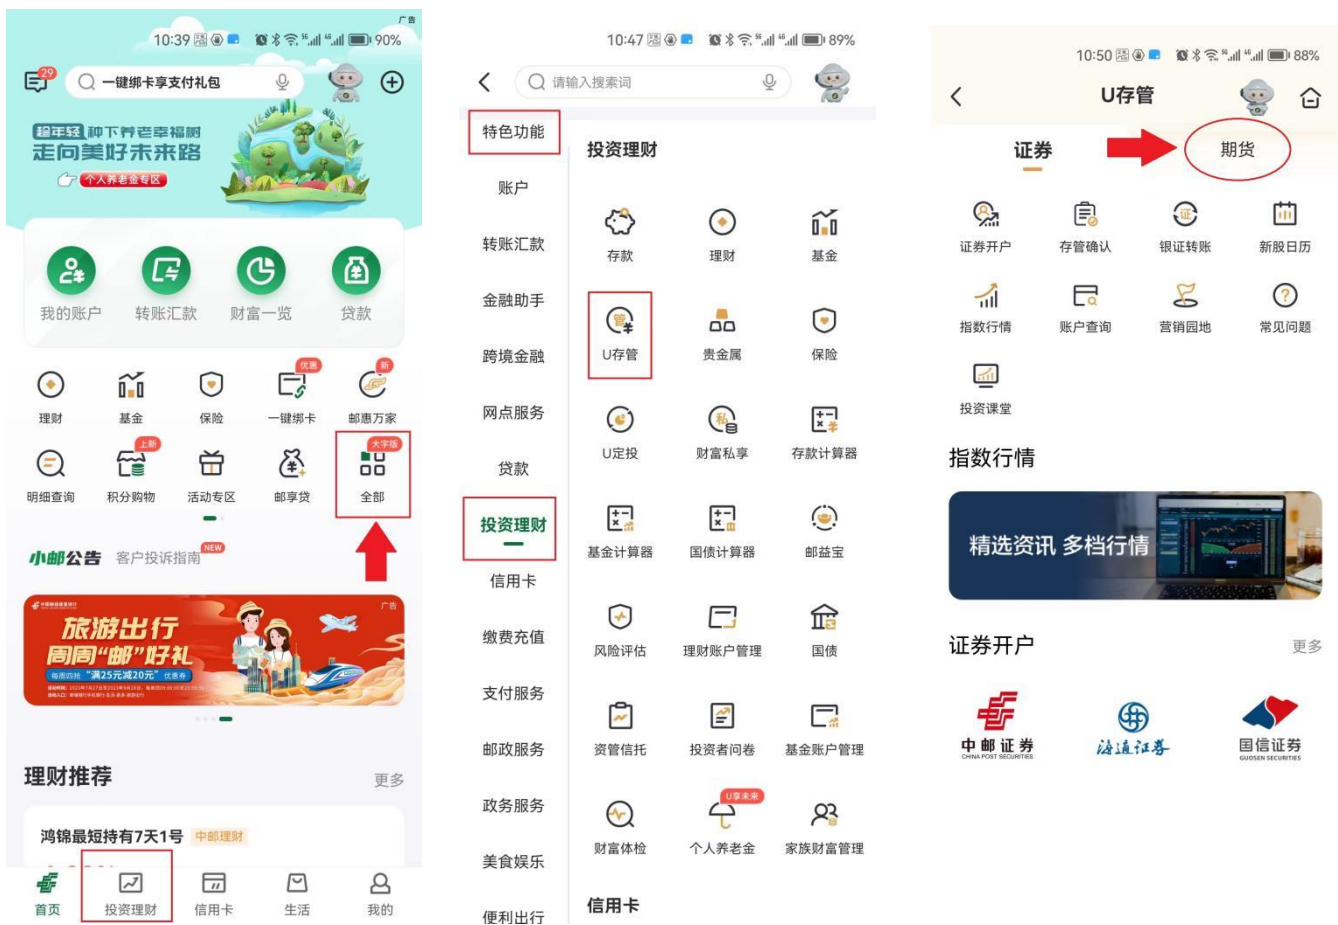 广告
10:39
90%
29
一键绑卡享支付礼包
趁年轻 种下养老幸福树
走向美好未来路
个人养老金专区
我的账户 转账汇款 财富一览 贷款
优惠 新
理财 基金 保险 一键绑卡 邮惠万家
上新 大字版
明细查询 积分购物 活动专区 邮享贷 全部
小邮公告 客户投诉指南 NEW
广告
旅游出行
周周“邮”好礼
每周四抢 “满25元减20元” 优惠券
理财推荐 更多
鸿锦最短持有7天1号 中邮理财
首页 投资理财 信用卡 生活 我的
10:47
89%
请输入搜索词
特色功能
账户
转账汇款
金融助手
跨境金融
网点服务
贷款
投资理财
信用卡
缴费充值
支付服务
邮政服务
政务服务
美食娱乐
便利出行
投资理财
存款 理财 基金
管
U存管 贵金属 保险
私
U定投 财富私享 存款计算器
基金计算器 国债计算器 邮益宝
风险评估 理财账户管理 国债
资管信托 投资者问卷 基金账户管理
U享未来
财富体检 个人养老金 家族财富管理
信用卡
10:50
88%
U存管
证券 期货
证
证券开户 存管确认 银证转账 新股日历
指数行情 账户查询 营销园地 常见问题
投资课堂
指数行情
精选资讯 多档行情
证券开户 更多
中邮证券 海通证券 国信证券
CHINA POST SECURITIES GUOSEN SECURITIES